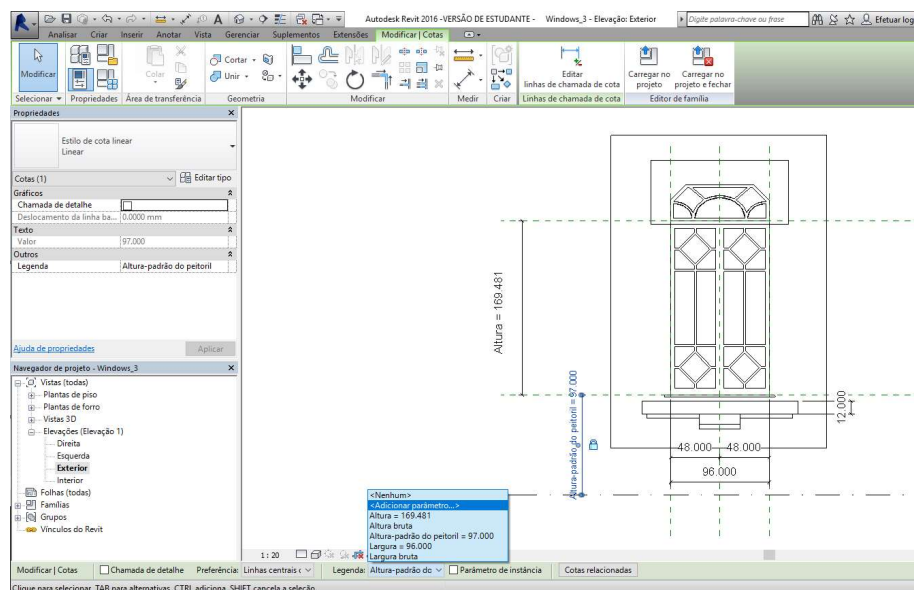 Autodesk Revit 2016 -VERSÃO DE ESTUDANTE - Windows_3 - Elevação: Exterior
Digite palavra-chave ou frase
Efetuar log
Analisar Criar Inserir Anotar Vista Gerenciar Suplementos Extensões Modificar | Cotas
Modificar
Colar
Cortar
Unir
Editar
linhas de chamada de cota
Carregar no
projeto
Carregar no
projeto e fechar
Selecionar Propriedades Área de transferência Geometria Modificar Medir Criar Linhas de chamada de cota Editor de família
Propriedades
Estilo de cota linear
Linear
Cotas (1) Editar tipo
Gráficos
Chamada de detalhe
Deslocamento da linha ba... 0.0000 mm
Texto
Valor 97.000
Outros
Legenda Altura-padrão do peitoril
Ajuda de propriedades Aplicar
Navegador de projeto - Windows_3
Vistas (todas)
Plantas de piso
Plantas de forro
Vistas 3D
Elevações (Elevação 1)
Direita
Esquerda
Exterior
Interior
Folhas (todas)
Famílias
Grupos
Vínculos do Revit
Altura = 169.481
Altura-padrão do peitoril = 97.000
12.000
48.000 48.000
96.000
<Nenhum>
<Adicionar parâmetro...>
Altura = 169.481
Altura bruta
Altura-padrão do peitoril = 97.000
Largura = 96.000
Largura bruta
1 : 20
Modificar | Cotas Chamada de detalhe Preferência: Linhas centrais c Legenda: Altura-padrão do Parâmetro de instância Cotas relacionadas
Clique para selecionar, TAB para alternativas, CTRL adiciona, SHIFT cancela a seleção.